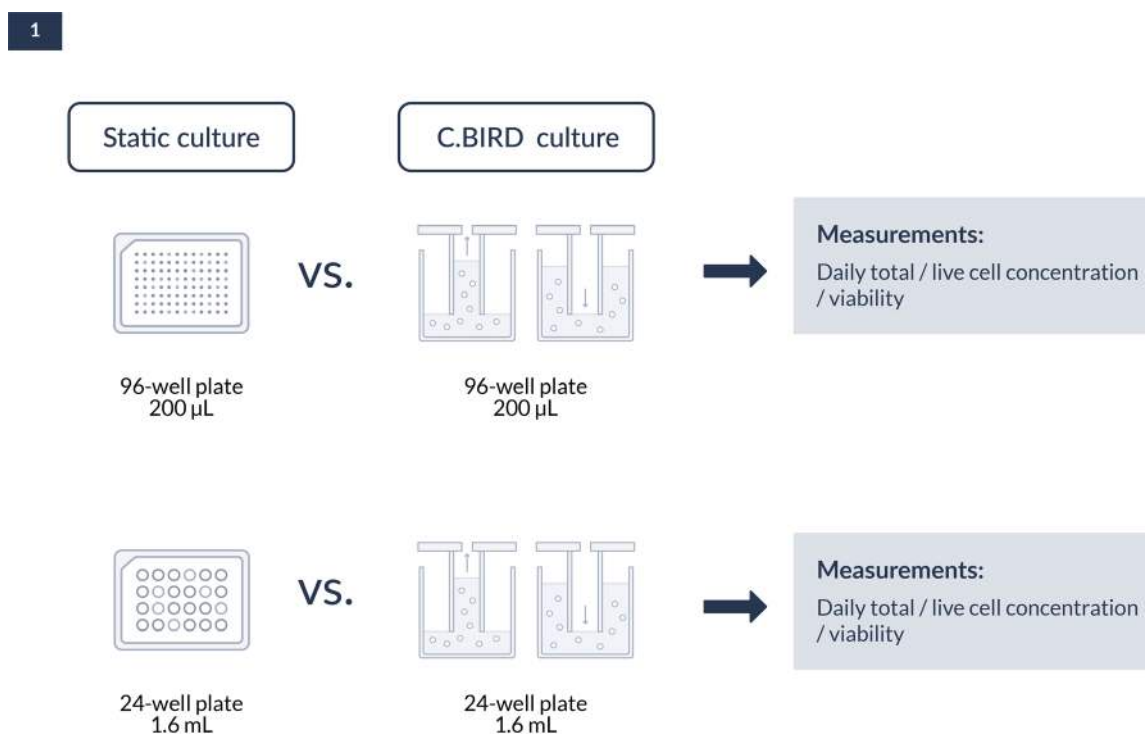 1
Static culture
C.BIRD culture
vs.
Measurements:
Daily total / live cell concentration
/ viability
96-well plate
200 µL
96-well plate
200 µL
vs.
Measurements:
Daily total / live cell concentration
/ viability
24-well plate
1.6 mL
24-well plate
1.6 mL